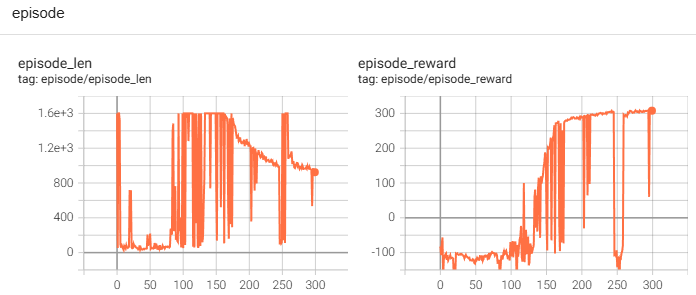 episode
episode_len
tag: episode/episode_len
1.6e+3
1.2e+3
800
400
0
0 50 100 150 200 250 300
episode_reward
tag: episode/episode_reward
300
200
100
0
-100
0 50 100 150 200 250 300